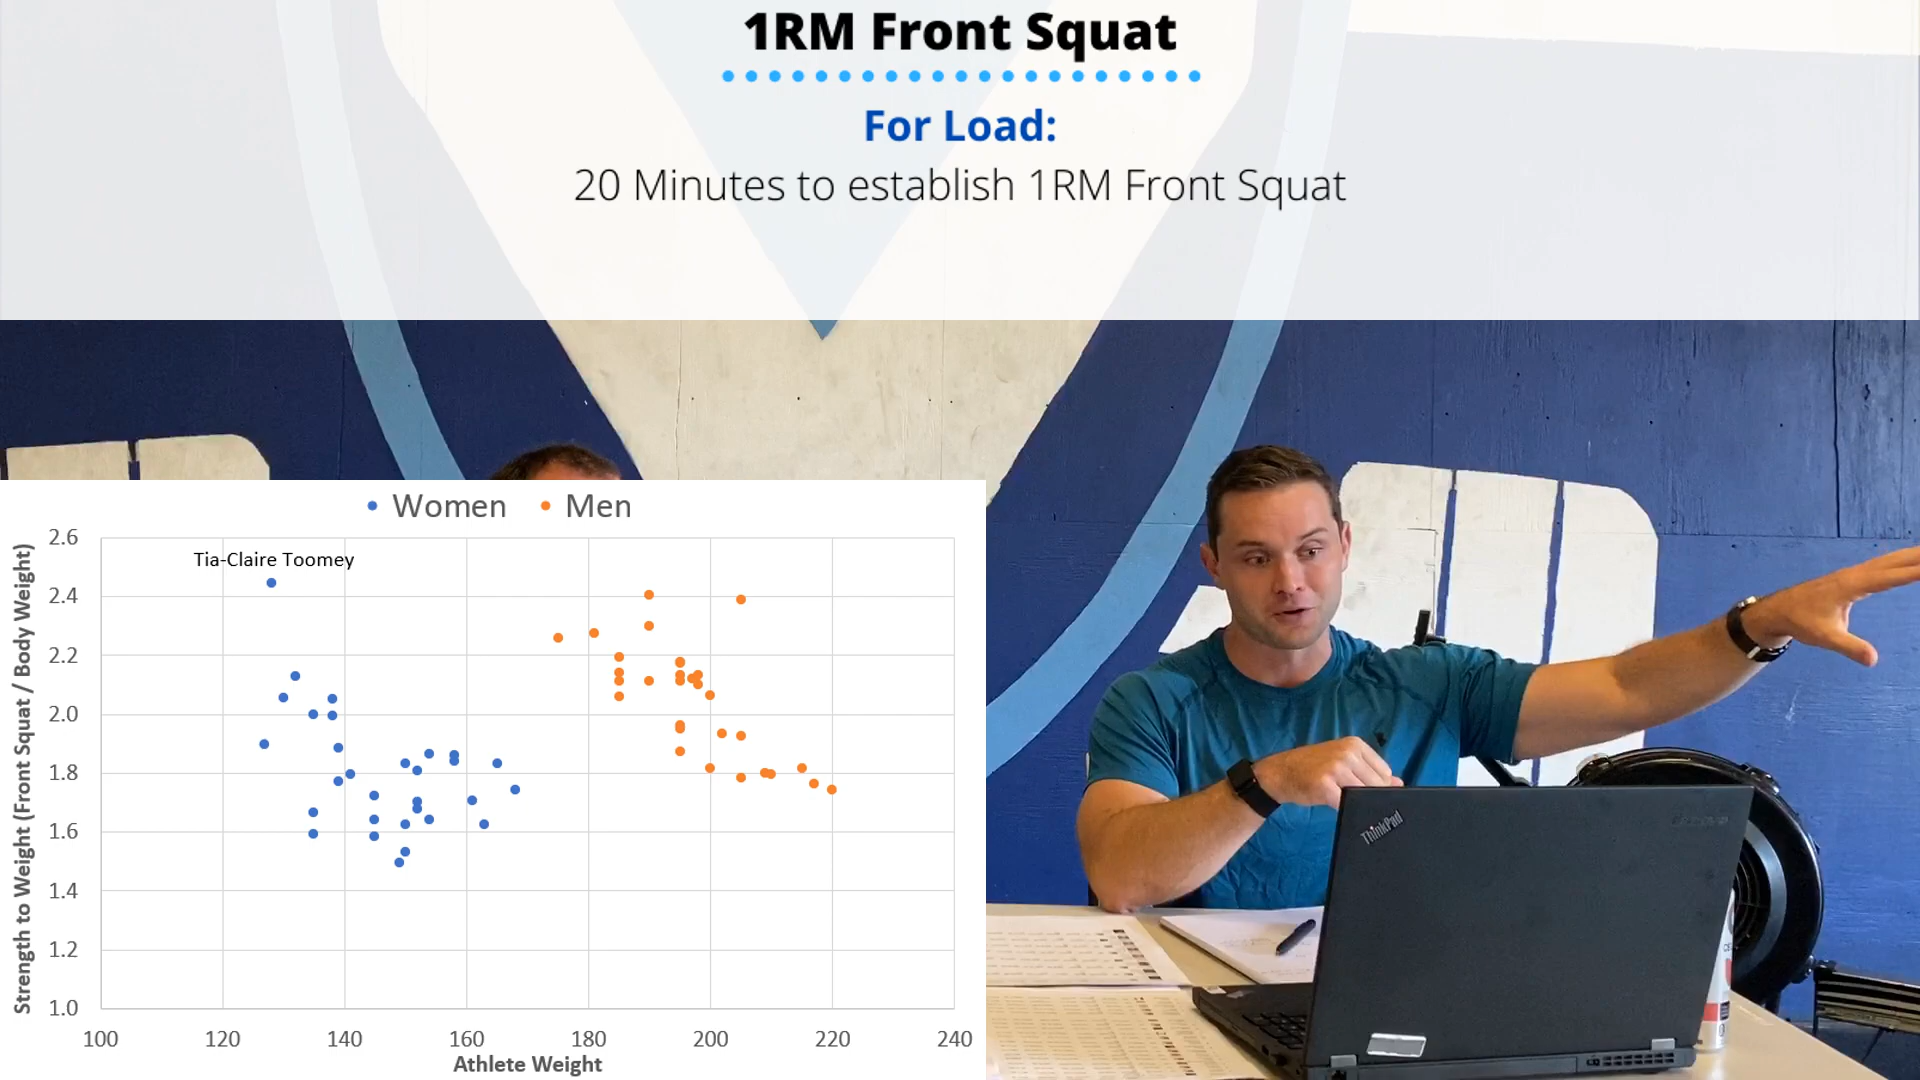 1RM Front Squat
For Load:
20 Minutes to establish 1RM Front Squat
Women Men
Tia-Claire Toomey
Strength to Weight (Front Squat / Body Weight)
2.6
2.4
2.2
2.0
1.8
1.6
1.4
1.2
1.0
100 120 140 160 180 200 220 240
Athlete Weight
ThinkPad